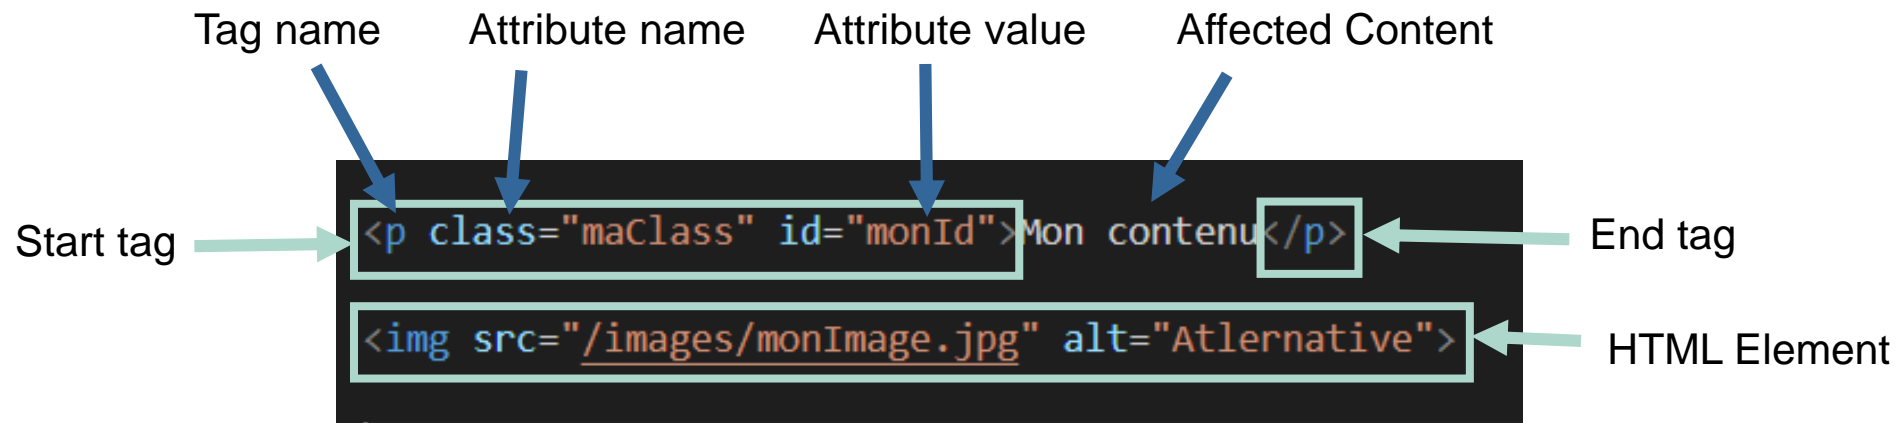 Tag name Attribute name Attribute value Affected Content
Start tag <p class="maClass" id="monId">Mon contenu</p> End tag
<img src="/images/monImage.jpg" alt="Atlernative"> HTML Element